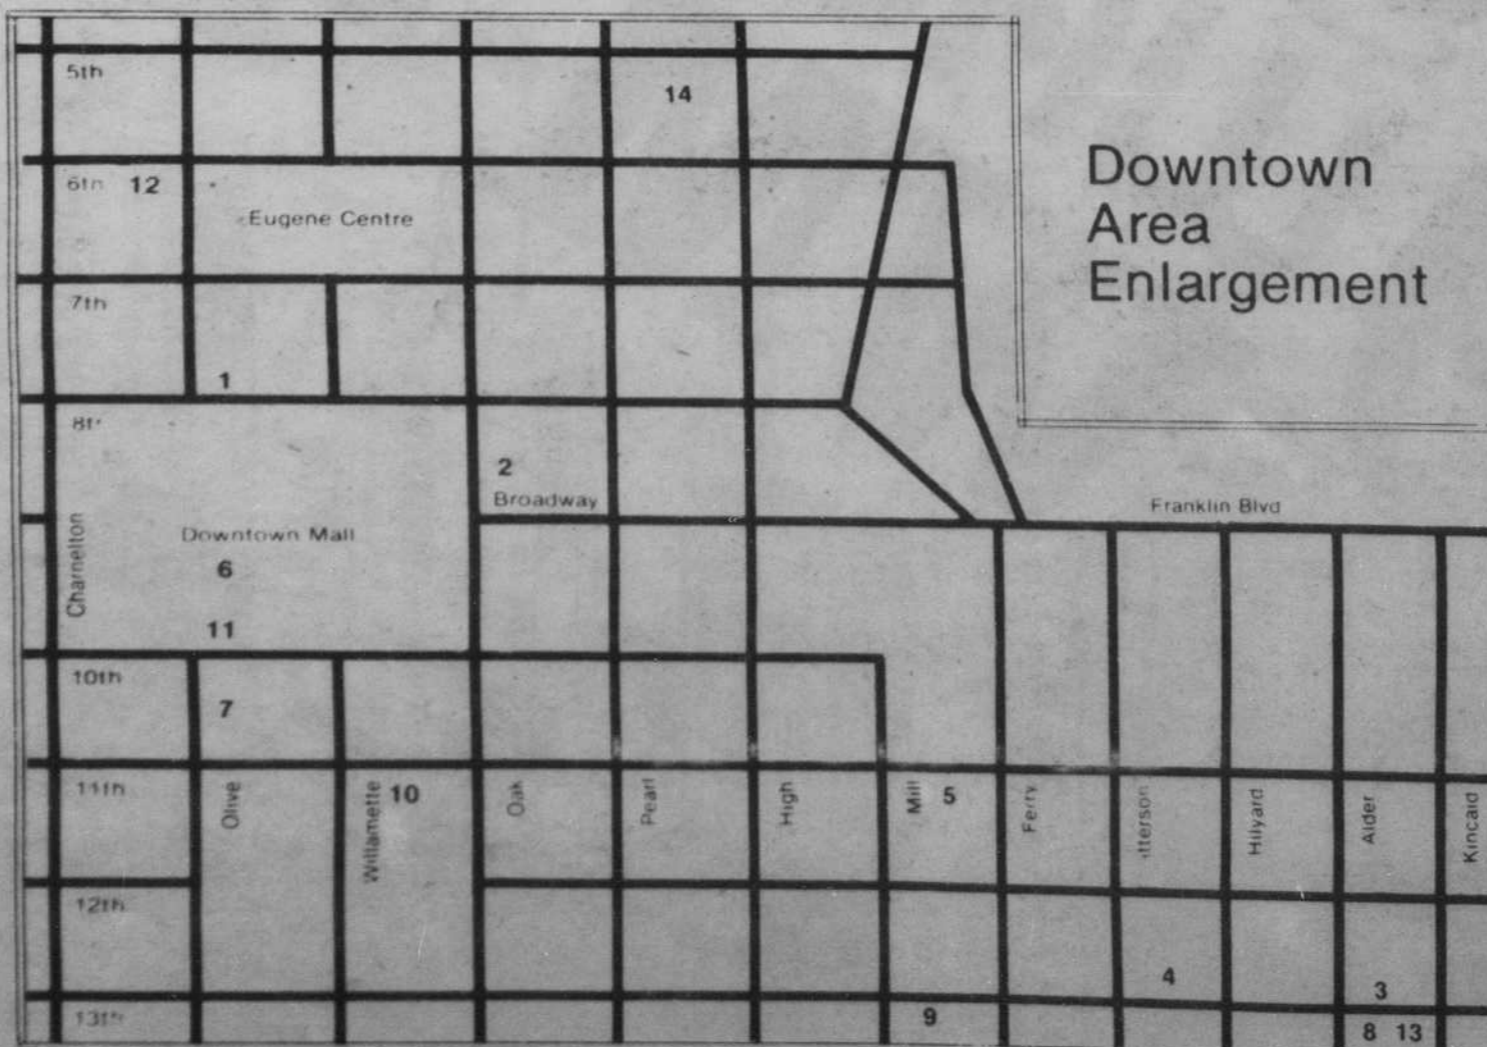 5th
14
Downtown
Area
Enlargement
6th 12
Eugene Centre
7th
1
2
Broadway
Franklin Blvd
Charnelton
Downtown Mall
6
11
10th
7
11th
Olive
Willamette
10
Oak
Pearl
High
Mill
5
Ferry
Hilyard
Alder
Kincaid
12th
4
3
13th
9
8 13